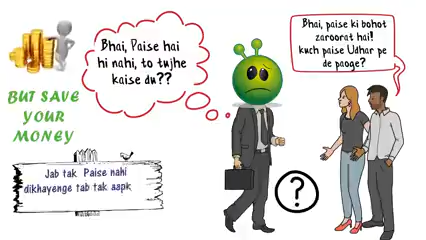 Bhai, Paise hai
hi nahi, to tujhe
kaise du??
Bhai, paise ki bohot
zaroorat hai!
kuch paise Udhar pe
de paoge?
BUT SAVE
YOUR
MONEY
Jab tak Paise nahi
dikhayenge tab tak aapk
?